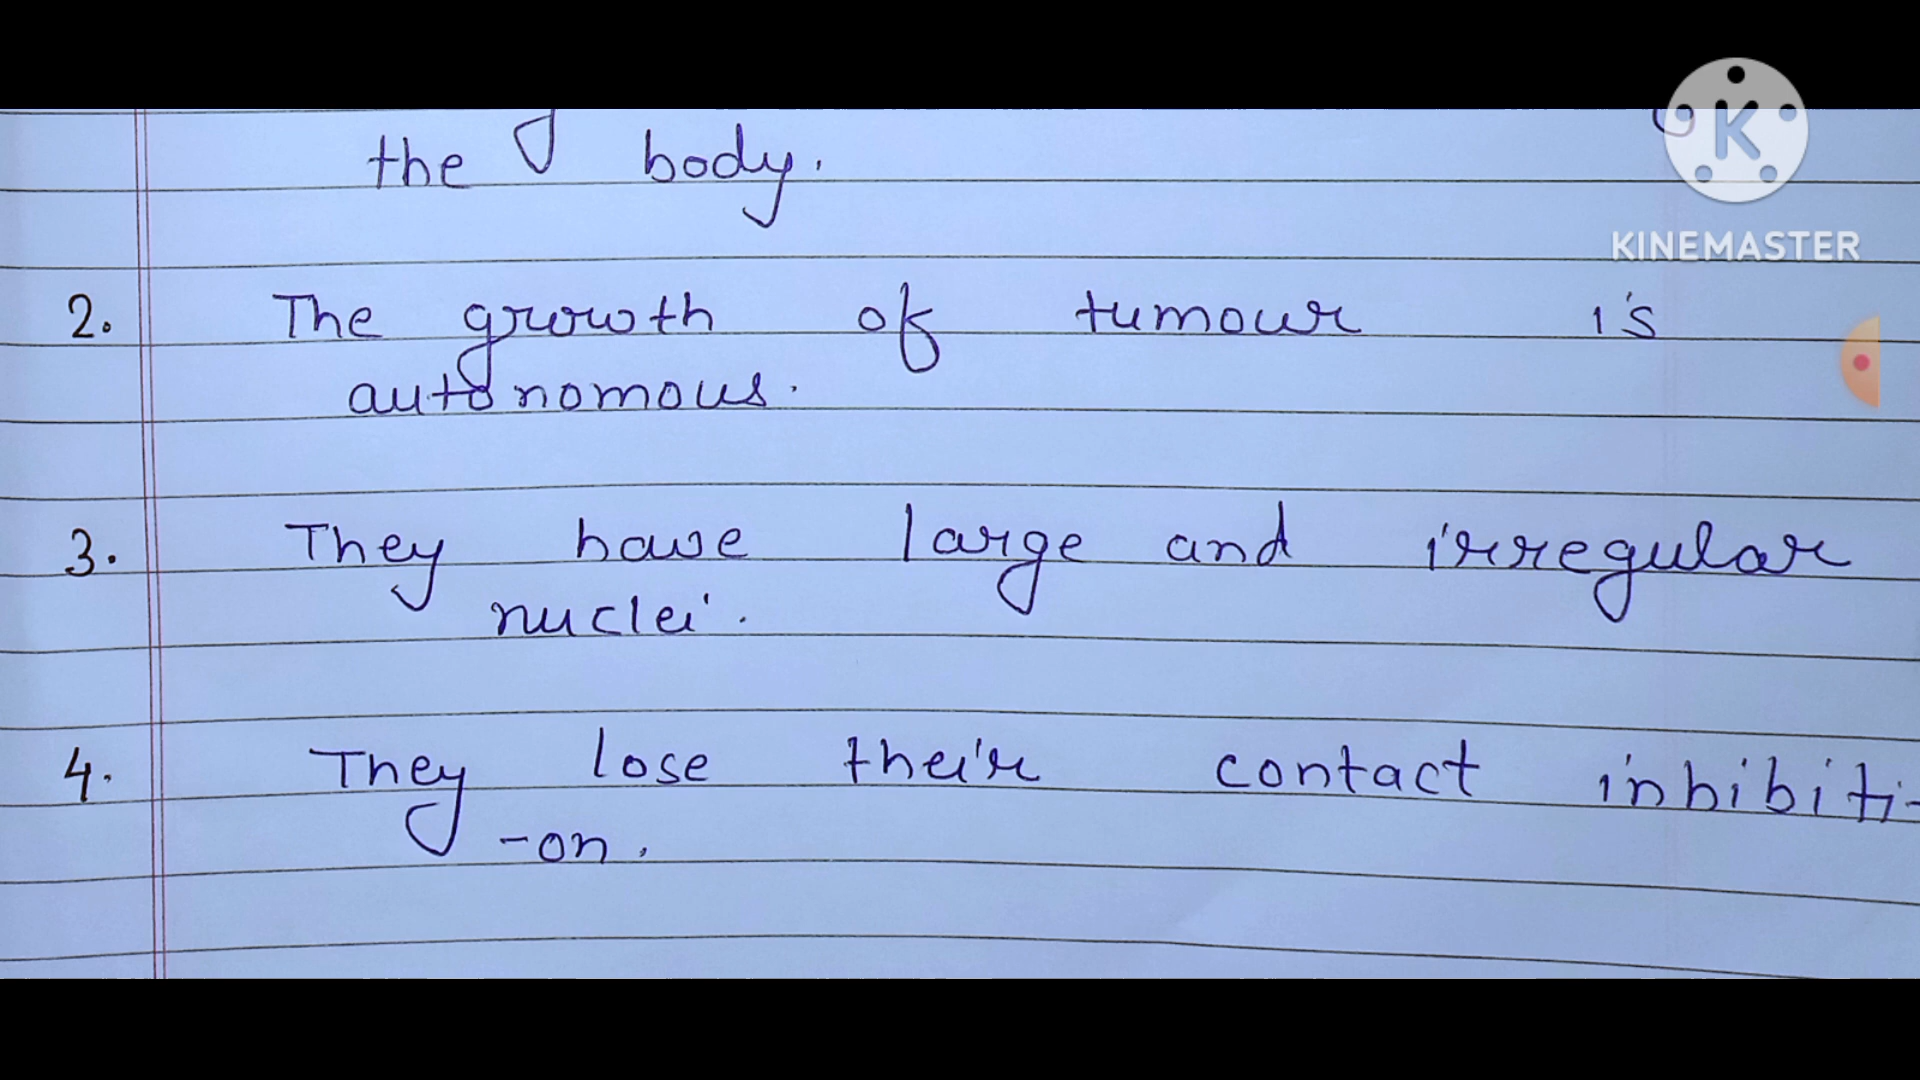 the body.
KINEMASTER
2. The growth of tumour is
autonomous.
3. They have large and irregular
nuclei.
4. They lose their contact inhibiti-
-on.